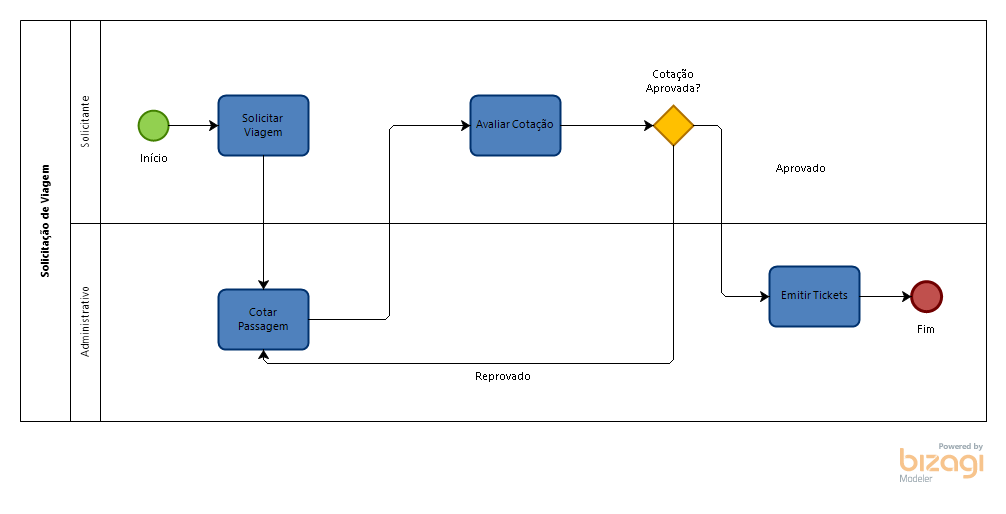 Solicitação de Viagem
Solicitante
Início
Solicitar
Viagem
Avaliar Cotação
Cotação
Aprovada?
Aprovado
Administrativo
Cotar
Passagem
Reprovado
Emitir Tickets
Fim
Powered by
bizagi
Modeler